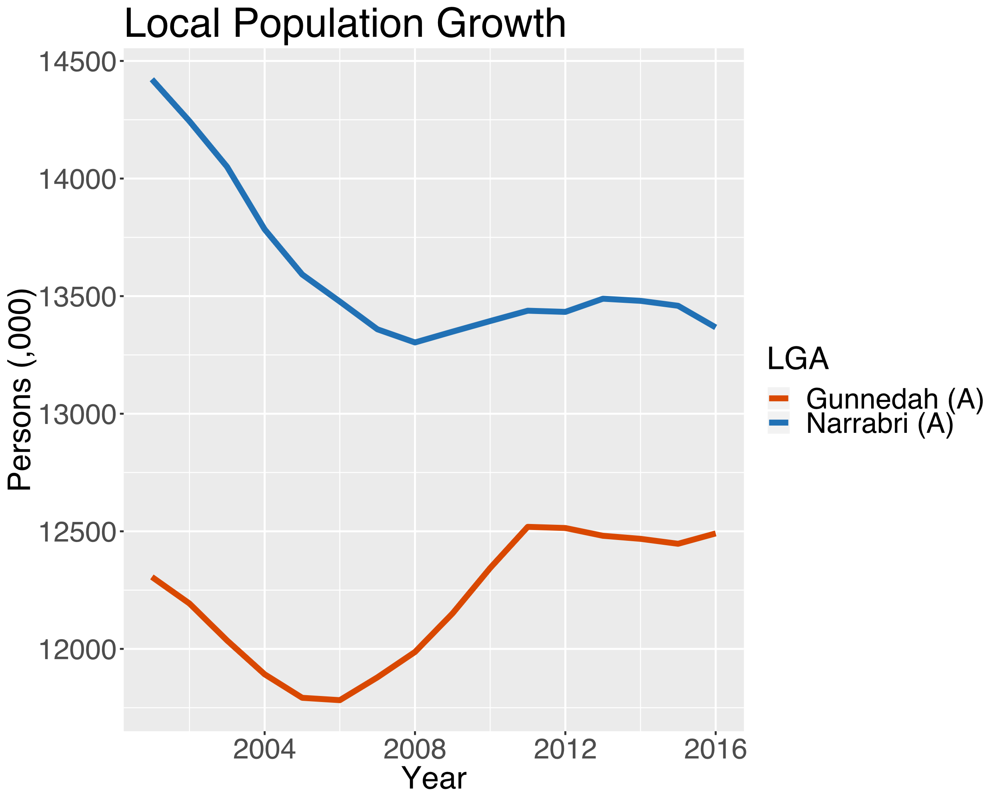 Local Population Growth
14500
14000
13500
13000
12500
12000
Persons (,000)
2004 2008 2012 2016
Year
LGA
Gunnedah (A)
Narrabri (A)